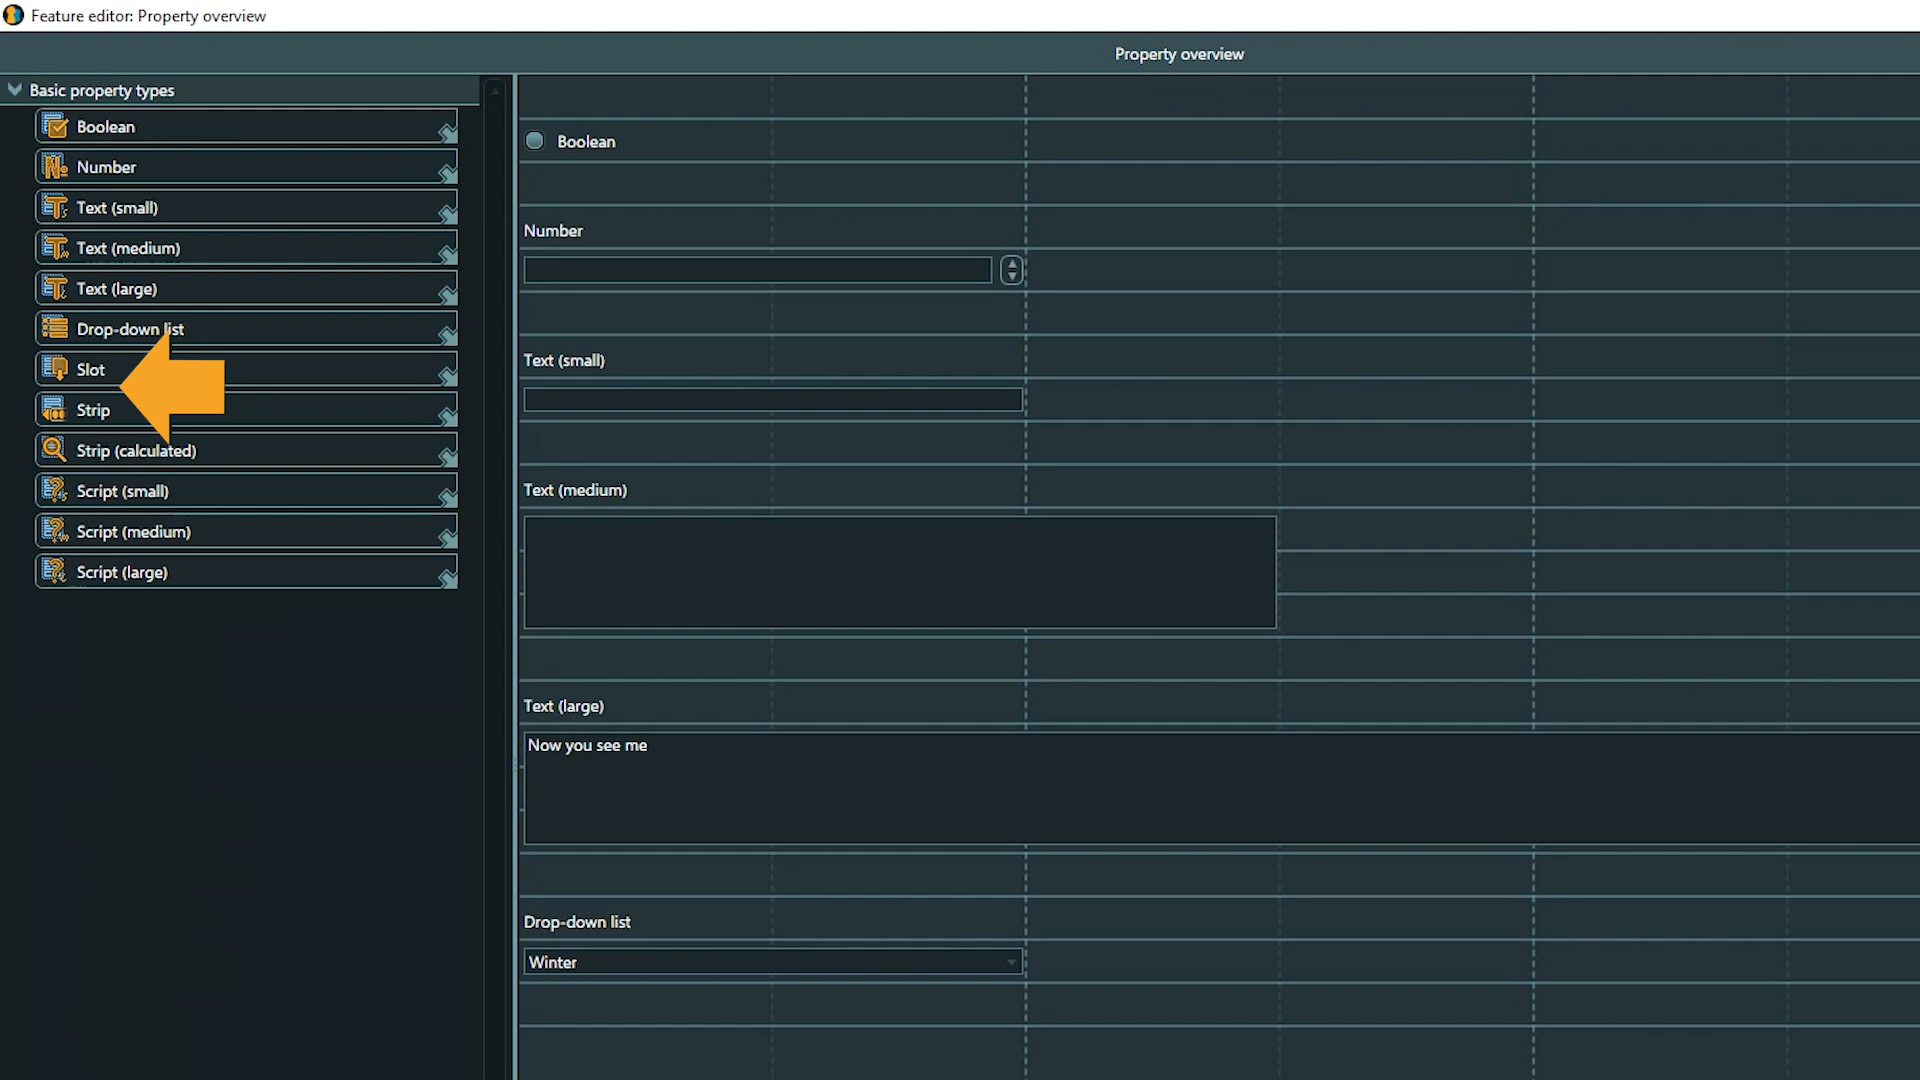 Feature editor: Property overview
Property overview
Basic property types
Boolean
Number
Text (small)
Text (medium)
Text (large)
Drop-down list
Slot
Strip
Strip (calculated)
Script (small)
Script (medium)
Script (large)
Boolean
Number
Text (small)
Text (medium)
Text (large)
Now you see me
Drop-down list
Winter